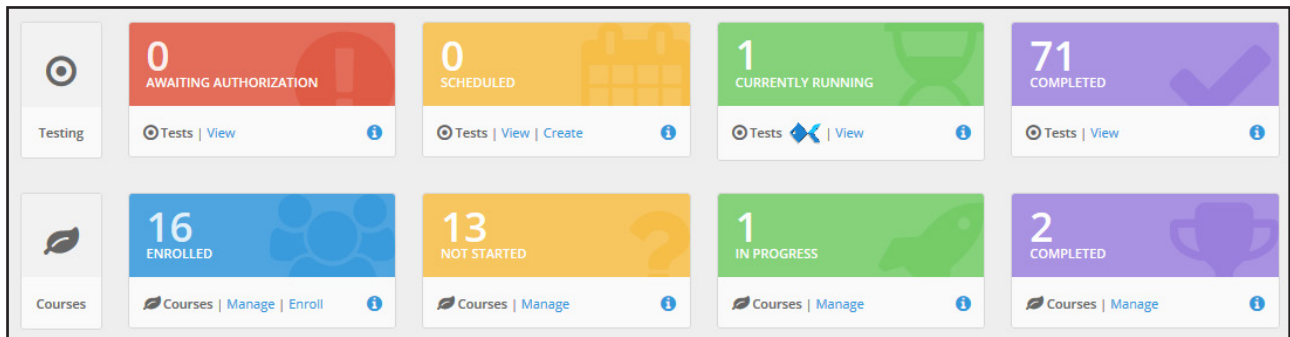 Testing
0
AWAITING AUTHORIZATION
Tests | View
0
SCHEDULED
Tests | View | Create
1
CURRENTLY RUNNING
Tests | View
71
COMPLETED
Tests | View
Courses
16
ENROLLED
Courses | Manage | Enroll
13
NOT STARTED
Courses | Manage
1
IN PROGRESS
Courses | Manage
2
COMPLETED
Courses | Manage